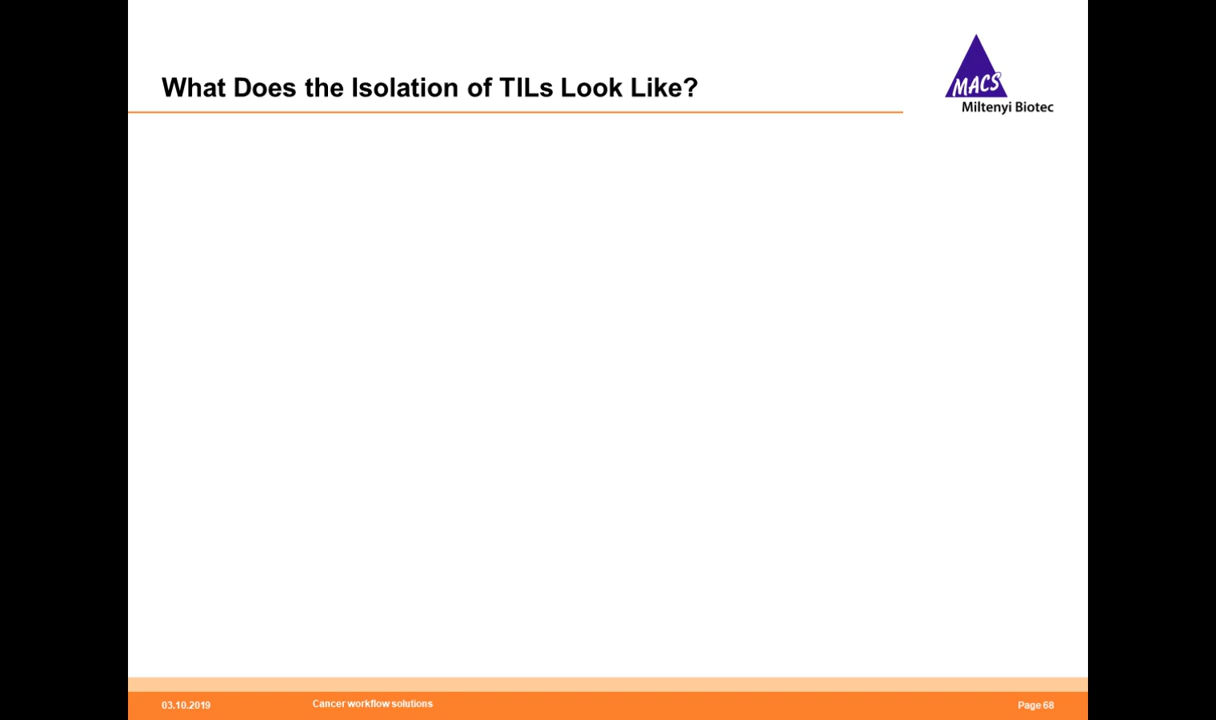 What Does the Isolation of TILs Look Like?
MACS
Miltenyi Biotec
03.10.2019
Cancer workflow solutions
Page 68